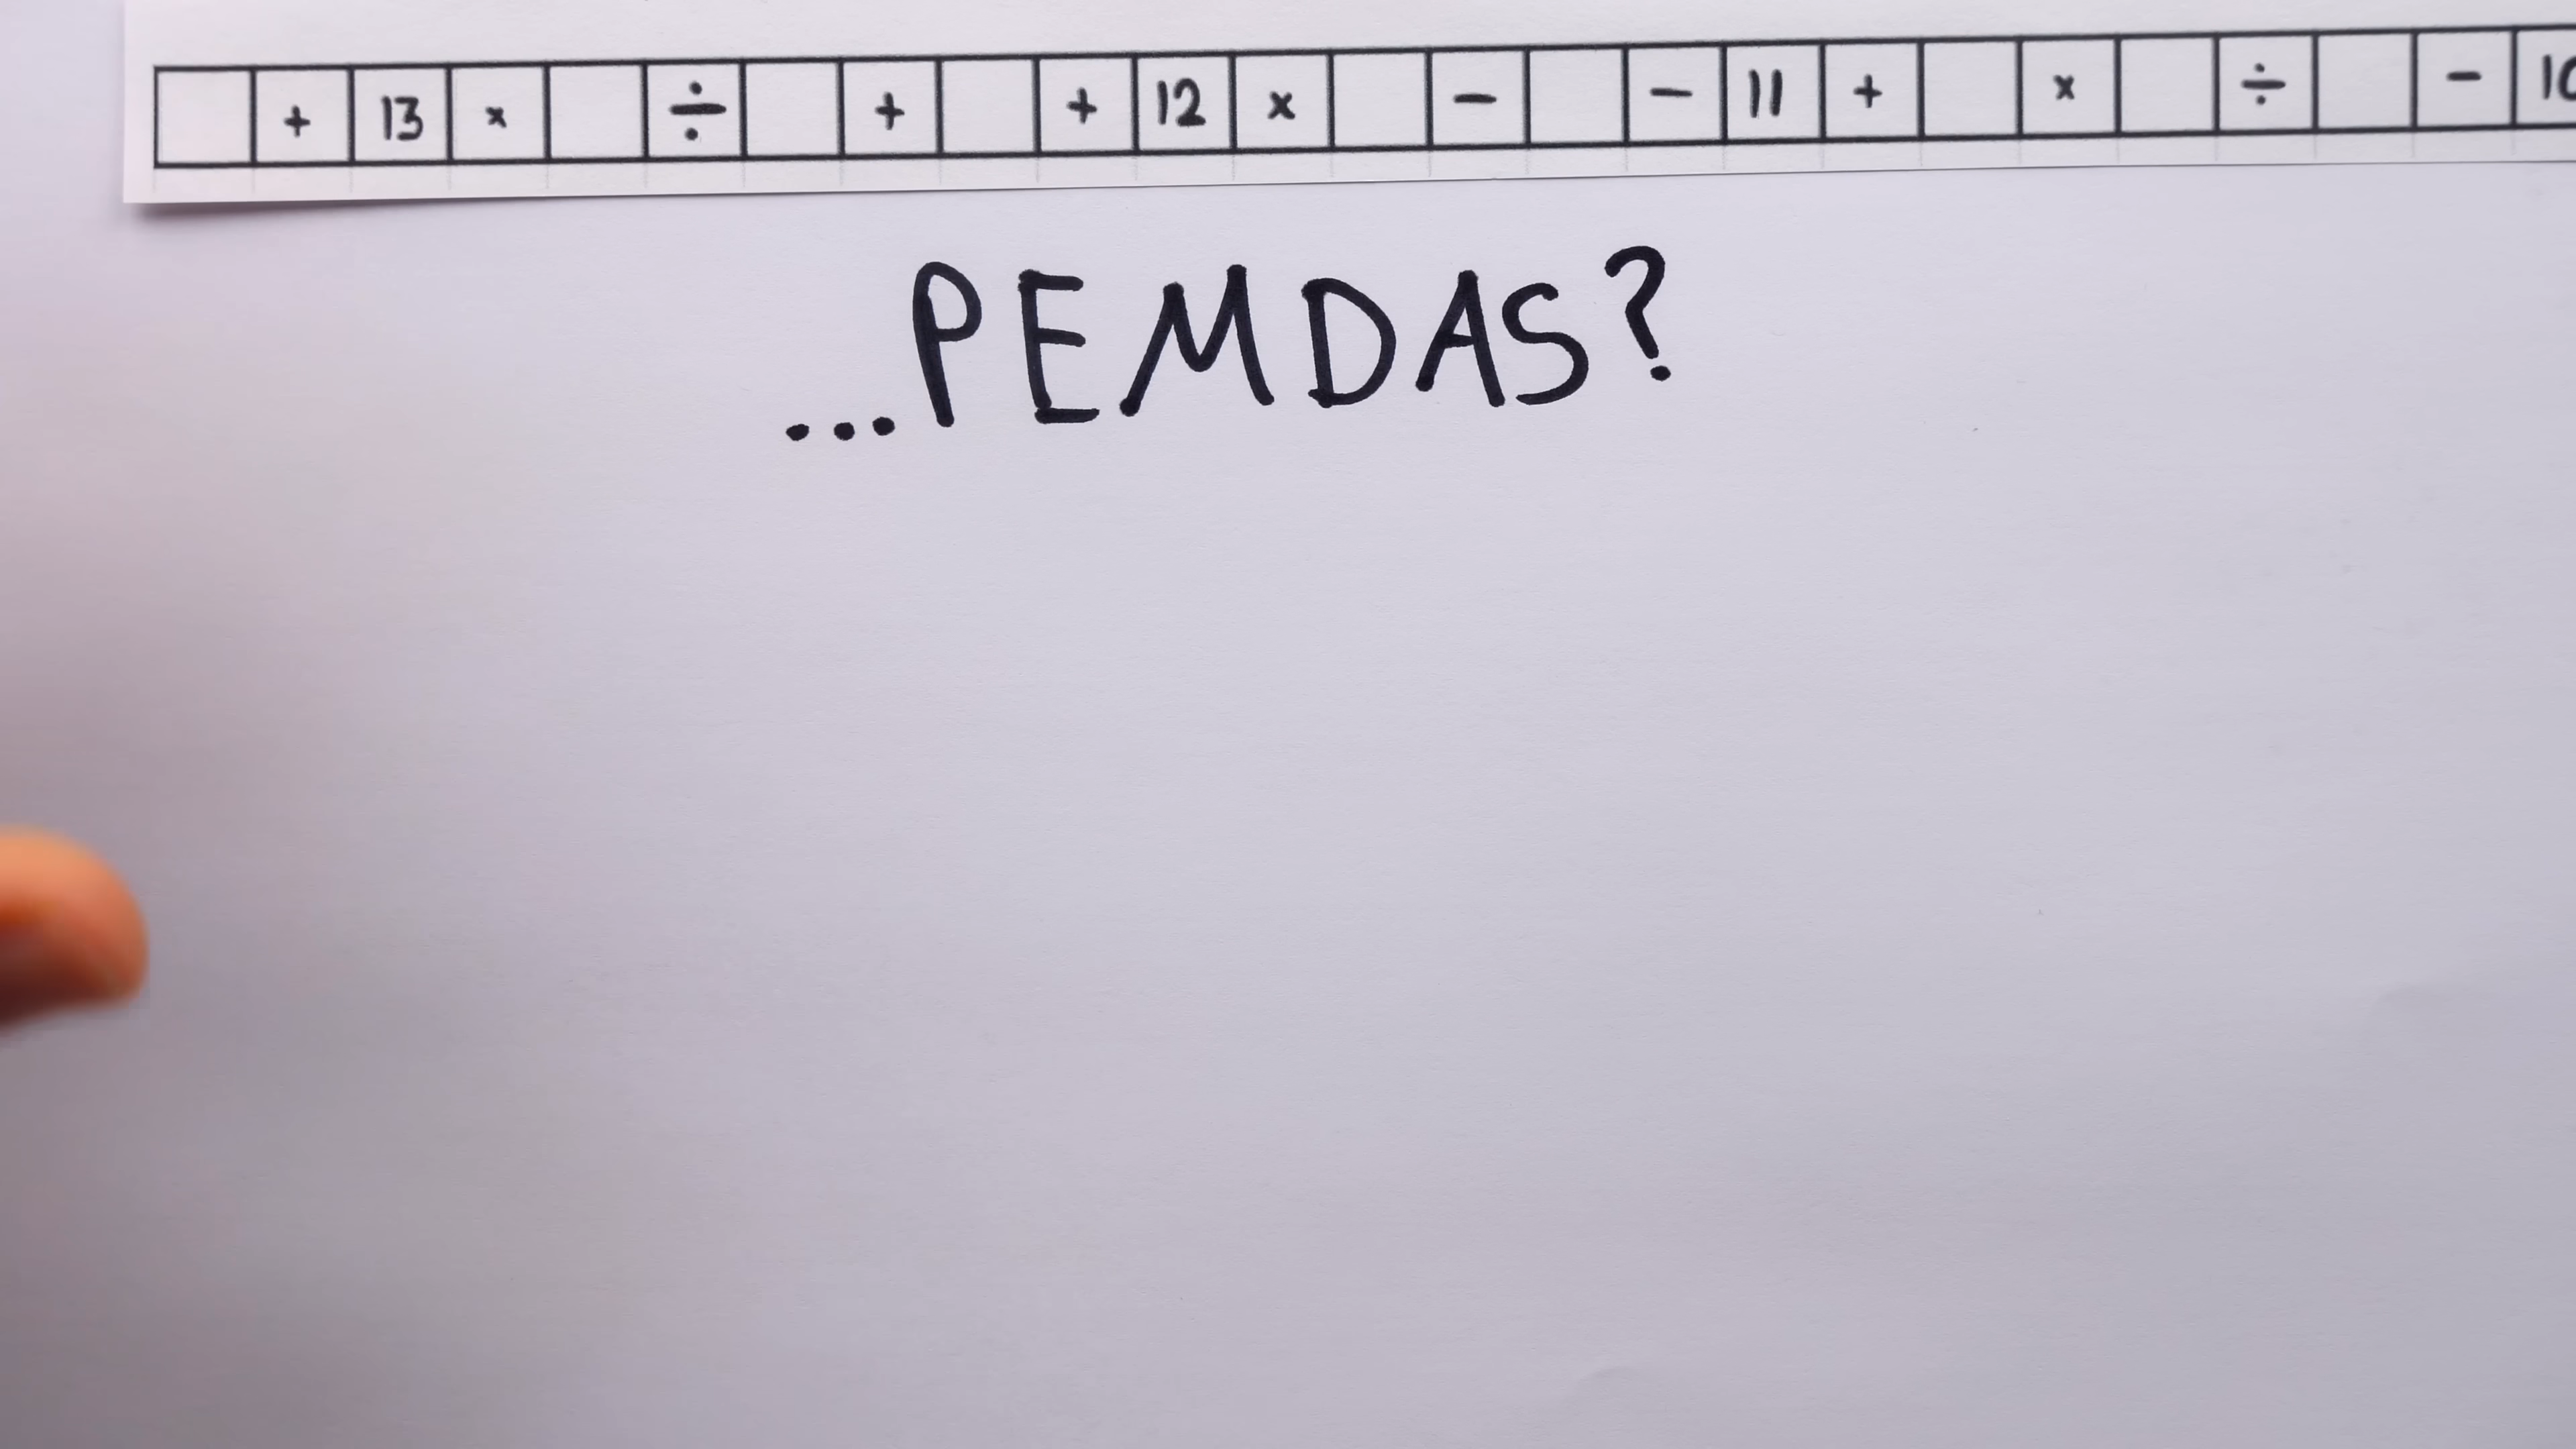 + 13 × ÷ + + 12 × - - 11 + × ÷ -
...PEMDAS?